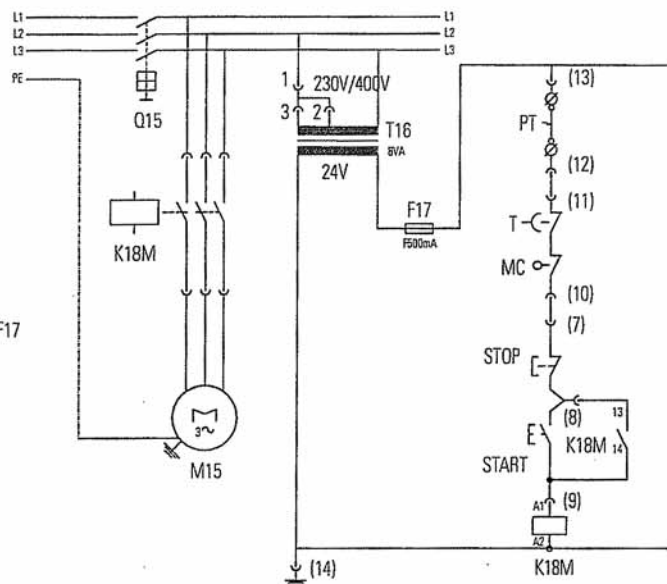 L1 L1
L2 L2
L3 L3
PE
Q15
1 230V/400V
3 2
T16
8VA
24V
F17
F500mA
K18M
F17
3~
M15
(13)
PT
(12)
(11)
T
MC
(10)
(7)
STOP
(8)
13
K18M
14
START
A1 (9)
A2
K18M
(14)